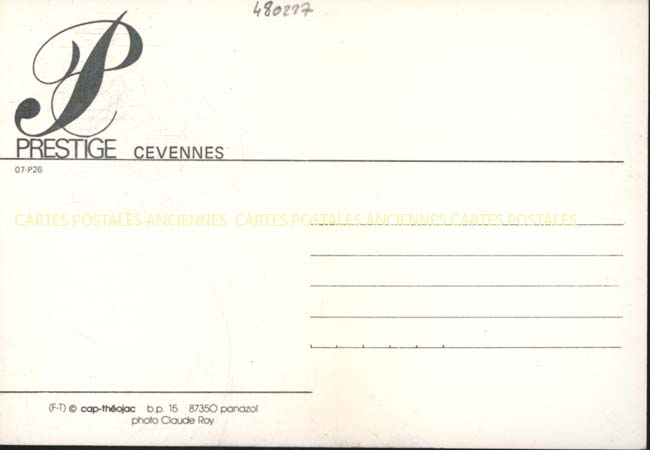 480227
P
PRESTIGE CEVENNES
07-P26
CARTES POSTALES ANCIENNES CARTES POSTALES ANCIENNES CARTES POSTALES
(F-T) © cap-théojac b.p. 15 87350 panazol
photo Claude Roy